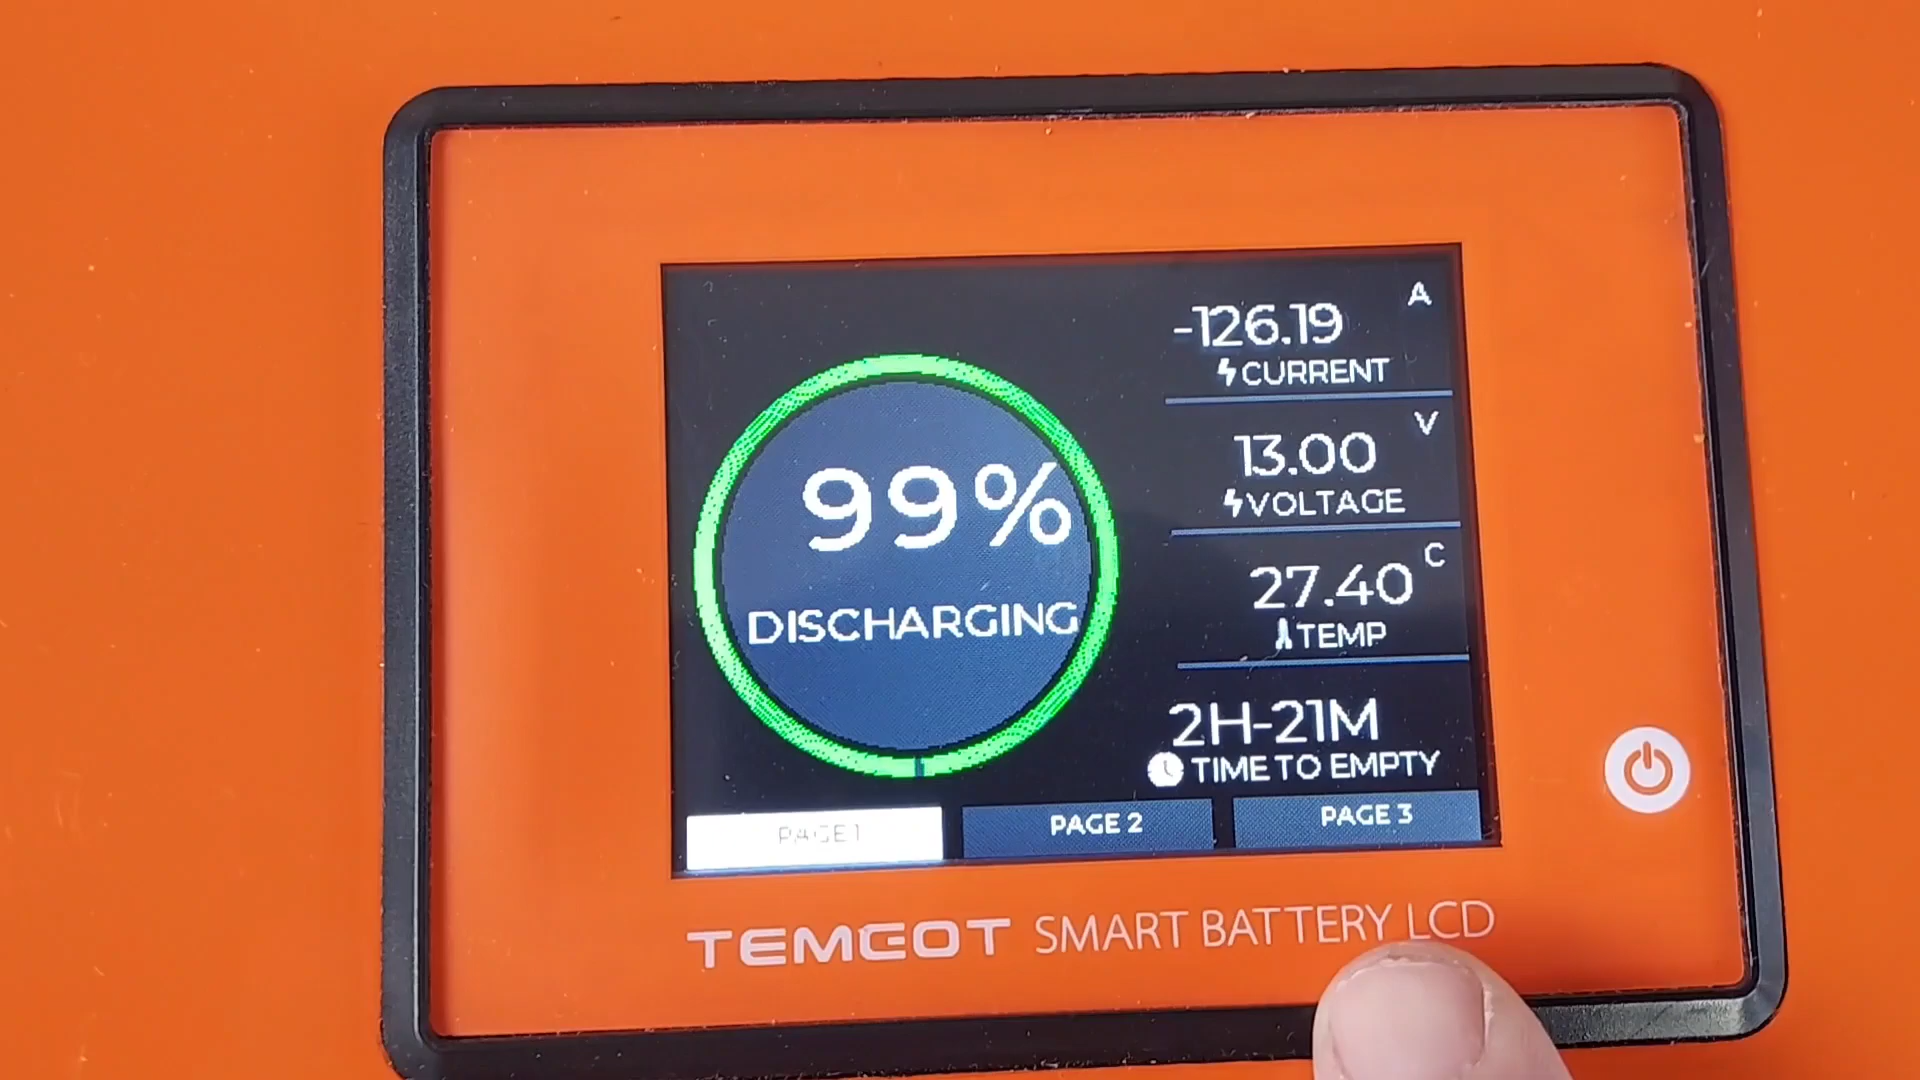 99%
DISCHARGING
A
-126.19
CURRENT
V
13.00
VOLTAGE
C
27.40
TEMP
2H-21M
TIME TO EMPTY
PAGE 1
PAGE 2
PAGE 3
TEMGOT SMART BATTERY LCD